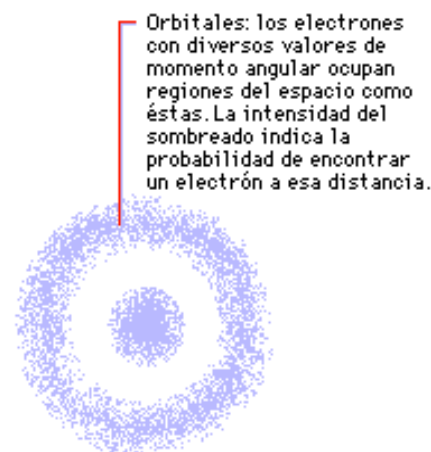 Orbitales: los electrones
con diversos valores de
momento angular ocupan
regiones del espacio como
éstas. La intensidad del
sombreado indica la
probabilidad de encontrar
un electrón a esa distancia.